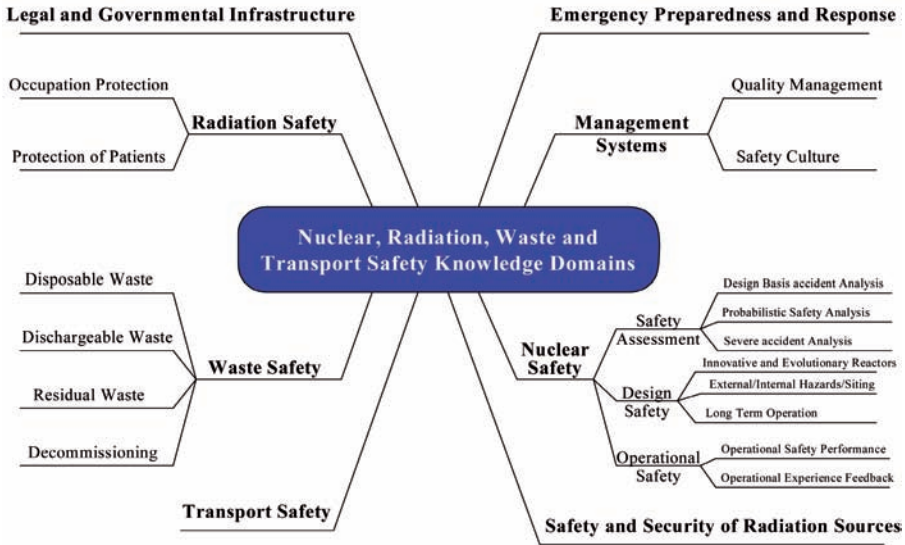 Legal and Governmental Infrastructure
Emergency Preparedness and Response
Occupation Protection
Radiation Safety
Protection of Patients
Quality Management
Management
Systems
Safety Culture
Nuclear, Radiation, Waste and
Transport Safety Knowledge Domains
Disposable Waste
Dischargeable Waste
Waste Safety
Residual Waste
Decommissioning
Transport Safety
Nuclear
Safety
Safety
Assessment
Design Basis accident Analysis
Probabilistic Safety Analysis
Severe accident Analysis
Design
Safety
Innovative and Evolutionary Reactors
External/Internal Hazards/Siting
Long Term Operation
Operational
Safety
Operational Safety Performance
Operational Experience Feedback
Safety and Security of Radiation Sources